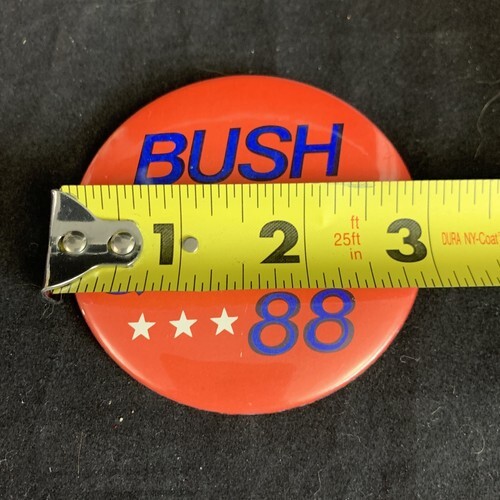 BUSH
1 2 3
ft
25ft
in
DURA NY-Coat
88